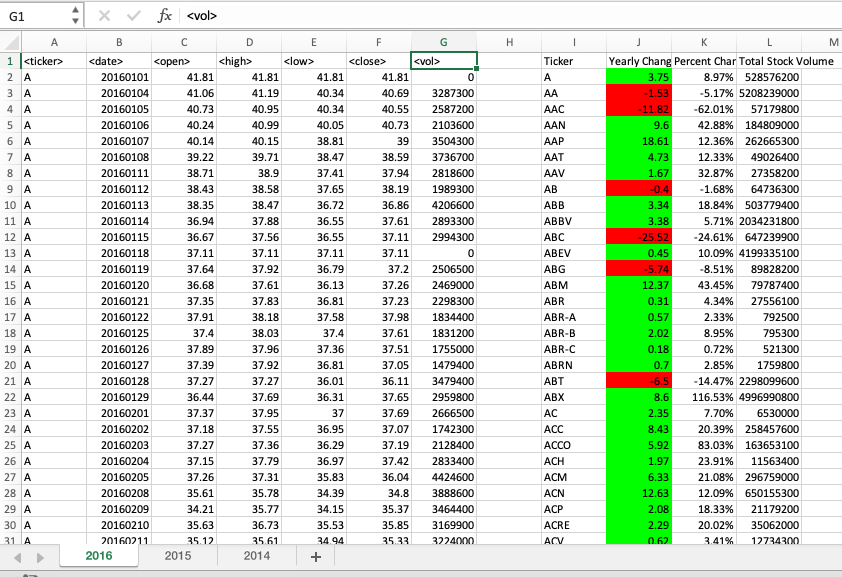 G1 fx <vol>
A B C D E F G H I J K L M
1 <ticker> <date> <open> <high> <low> <close> <vol> Ticker Yearly Chang Percent Char Total Stock Volume
2 A 20160101 41.81 41.81 41.81 41.81 0 A 3.75 8.97% 528576200
3 A 20160104 41.06 41.19 40.34 40.69 3287300 AA -1.53 -5.17% 5208239000
4 A 20160105 40.73 40.95 40.34 40.55 2587200 AAC -11.82 -62.01% 57179800
5 A 20160106 40.24 40.99 40.05 40.73 2103600 AAN 9.6 42.88% 184809000
6 A 20160107 40.14 40.15 38.81 39 3504300 AAP 18.61 12.36% 262665300
7 A 20160108 39.22 39.71 38.47 38.59 3736700 AAT 4.73 12.33% 49026400
8 A 20160111 38.71 38.9 37.41 37.94 2818600 AAV 1.67 32.87% 27358200
9 A 20160112 38.43 38.58 37.65 38.19 1989300 AB -0.4 -1.68% 64736300
10 A 20160113 38.35 38.47 36.72 36.86 4206600 ABB 3.34 18.84% 503779400
11 A 20160114 36.94 37.88 36.55 37.61 2893300 ABBV 3.38 5.71% 2034231800
12 A 20160115 36.67 37.56 36.55 37.11 2994300 ABC -25.52 -24.61% 647239900
13 A 20160118 37.11 37.11 37.11 37.11 0 ABEV 0.45 10.09% 4199335100
14 A 20160119 37.64 37.92 36.79 37.2 2506500 ABG -5.74 -8.51% 89828200
15 A 20160120 36.68 37.61 36.13 37.26 2469000 ABM 12.37 43.45% 79787400
16 A 20160121 37.35 37.83 36.81 37.23 2298300 ABR 0.31 4.34% 27556100
17 A 20160122 37.91 38.18 37.58 37.98 1834400 ABR-A 0.57 2.33% 792500
18 A 20160125 37.4 38.03 37.4 37.61 1831200 ABR-B 2.02 8.95% 795300
19 A 20160126 37.89 37.96 37.36 37.51 1755000 ABR-C 0.18 0.72% 521300
20 A 20160127 37.39 37.92 36.81 37.05 1479400 ABRN 0.7 2.85% 1759800
21 A 20160128 37.27 37.27 36.01 36.11 3479400 ABT -6.5 -14.47% 2298099600
22 A 20160129 36.44 37.69 36.31 37.65 2959800 ABX 8.6 116.53% 4996990800
23 A 20160201 37.37 37.95 37 37.69 2666500 AC 2.35 7.70% 6530000
24 A 20160202 37.18 37.55 36.95 37.07 1742300 ACC 8.43 20.39% 258457600
25 A 20160203 37.27 37.36 36.29 37.19 2128400 ACCO 5.92 83.03% 163653100
26 A 20160204 37.15 37.79 36.97 37.42 2833400 ACH 1.97 23.91% 11563400
27 A 20160205 37.26 37.31 35.83 36.04 4424600 ACM 6.33 21.08% 296759000
28 A 20160208 35.61 35.78 34.39 34.8 3888600 ACN 12.63 12.09% 650155300
29 A 20160209 34.21 35.77 34.15 35.37 3464400 ACP 2.08 18.33% 21179200
30 A 20160210 35.63 36.73 35.53 35.85 3169900 ACRE 2.29 20.02% 35062000
31 A 20160211 35.12 35.61 34.94 35.33 3224000 ACV 0.62 3.41% 12734300
2016 2015 2014 +